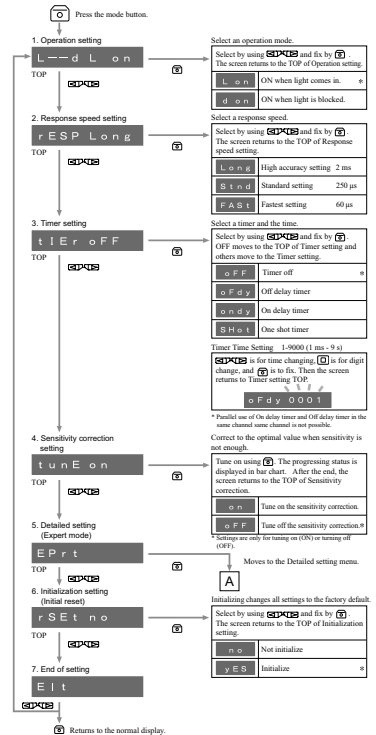 Press the mode button.
1. Operation setting
L--d L on
TOP
Select an operation mode.
Select by using and fix by .
The screen returns to the TOP of Operation setting.
L on ON when light comes in. *
d on ON when light is blocked.
2. Response speed setting
rESP Long
TOP
Select a response speed.
Select by using and fix by .
The screen returns to the TOP of Response
speed setting.
Long High accuracy setting 2 ms
Stnd Standard setting 250 µs
FASt Fastest setting 60 µs
3. Timer setting
tIEr oFF
TOP
Select a timer and the time.
Select by using and fix by .
OFF moves to the TOP of Timer setting and
others move to the Timer setting.
oFF Timer off *
oFdy Off delay timer
ondy On delay timer
SHot One shot timer
Timer Time Setting 1-9000 (1 ms - 9 s)
is for time changing, is for digit
change, and is to fix. Then the screen
returns to Timer setting TOP.
oFdy 0001
* Parallel use of On delay timer and Off delay timer in the
same channel same channel is not possible.
4. Sensitivity correction
setting
tunE on
TOP
Correct to the optimal value when sensitivity is
not enough.
Tune on using . The progressing status is
displayed in bar chart. After the end, the
screen returns to the TOP of Sensitivity
correction.
on Tune on the sensitivity correction.
oFF Tune off the sensitivity correction.*
* Settings are only for tuning on (ON) or turning off
(OFF).
5. Detailed setting
(Expert mode)
EPrt
TOP
Moves to the Detailed setting menu.
A
6. Initialization setting
(Initial reset)
rSEt no
TOP
Initializing changes all settings to the factory default.
Select by using and fix by .
The screen returns to the TOP of Initialization
setting.
no Not initialize
yES Initialize *
7. End of setting
E|t
Returns to the normal display.